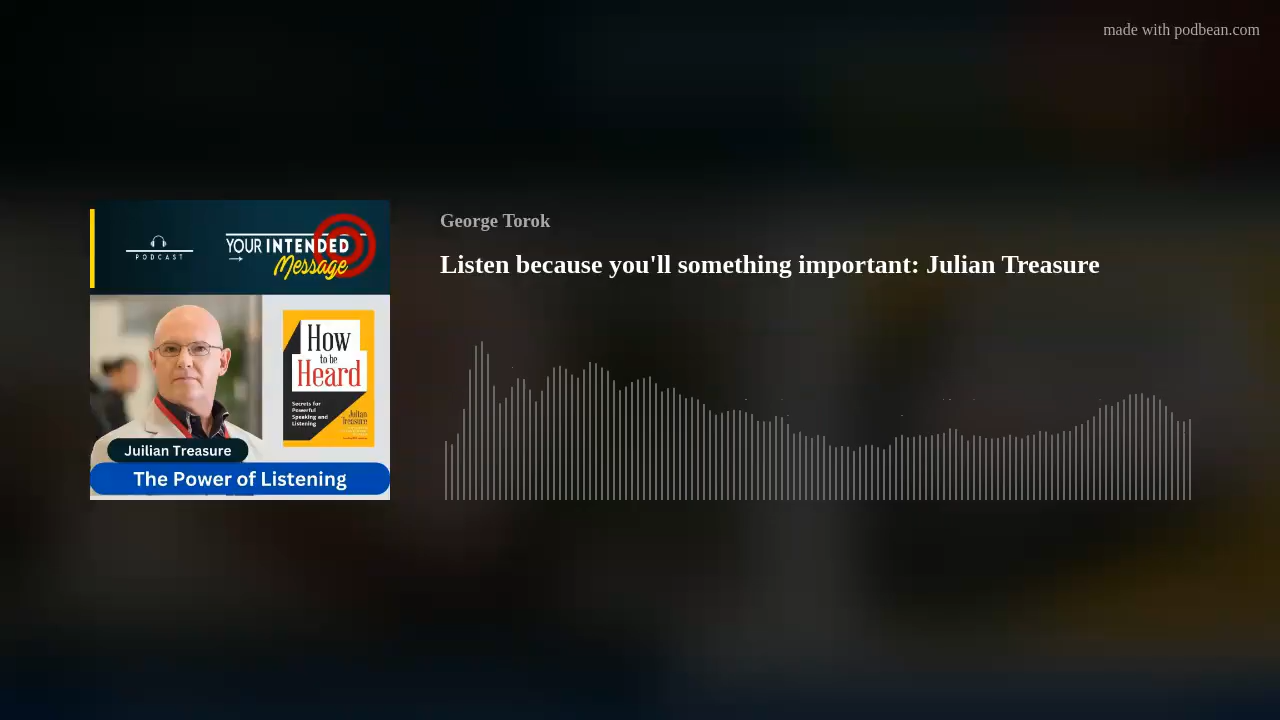 made with podbean.com
George Torok
Listen because you'll something important: Julian Treasure
PODCAST
YOUR INTENDED
Message
How
to be
Heard
Secrets for
Powerful
Speaking and
Listening
Julian
Treasure
Juilian Treasure
The Power of Listening